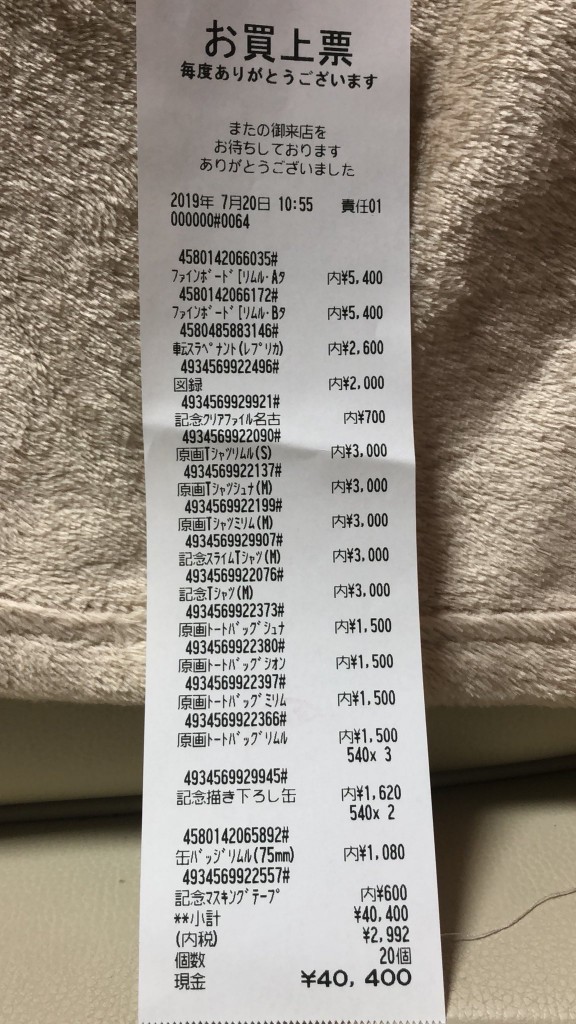 お買上票
毎度ありがとうございます
またの御来店を
お待ちしております
ありがとうございました
2019年 7月20日 10:55 責任01
000000#0064
4580142066035#
ﾌｧｲﾝﾎﾞｰﾄﾞ[ﾘﾑﾙ･Aﾀ 内¥5,400
4580142066172#
ﾌｧｲﾝﾎﾞｰﾄﾞ[ﾘﾑﾙ･Bﾀ 内¥5,400
4580485883146#
転ｽﾗﾍﾟﾅﾝﾄ(ﾚﾌﾟﾘｶ) 内¥2,600
4934569922496#
図録 内¥2,000
4934569929921#
記念ｸﾘｱﾌｧｲﾙ名古 内¥700
4934569922090#
原画Tｼｬﾂﾘﾑﾙ(S) 内¥3,000
4934569922137#
原画Tｼｬﾂｼｭﾅ(M) 内¥3,000
4934569922199#
原画Tｼｬﾂﾐﾘﾑ(M) 内¥3,000
4934569929907#
記念ｽﾗｲﾑTｼｬﾂ(M) 内¥3,000
4934569922076#
記念Tｼｬﾂ(M) 内¥3,000
4934569922373#
原画ﾄｰﾄﾊﾞｯｸﾞｼｭﾅ 内¥1,500
4934569922380#
原画ﾄｰﾄﾊﾞｯｸﾞｼｵﾝ 内¥1,500
4934569922397#
原画ﾄｰﾄﾊﾞｯｸﾞﾐﾘﾑ 内¥1,500
4934569922366#
原画ﾄｰﾄﾊﾞｯｸﾞﾘﾑﾙ 内¥1,500
540x 3
4934569929945#
記念描き下ろし缶 内¥1,620
540x 2
4580142065892#
缶ﾊﾞｯｼﾞﾘﾑﾙ(75mm) 内¥1,080
4934569922557#
記念ﾏｽｷﾝｸﾞﾃｰﾌﾟ 内¥600
**小計 ¥40,400
(内税) ¥2,992
個数 20個
現金 ¥40,400